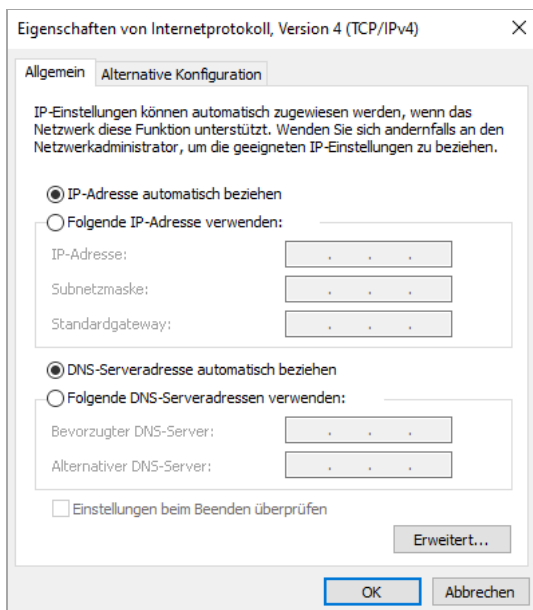 Eigenschaften von Internetprotokoll, Version 4 (TCP/IPv4)
Allgemein
Alternative Konfiguration
IP-Einstellungen können automatisch zugewiesen werden, wenn das
Netzwerk diese Funktion unterstützt. Wenden Sie sich andernfalls an den
Netzwerkadministrator, um die geeigneten IP-Einstellungen zu beziehen.
IP-Adresse automatisch beziehen
Folgende IP-Adresse verwenden:
IP-Adresse:
Subnetzmaske:
Standardgateway:
DNS-Serveradresse automatisch beziehen
Folgende DNS-Serveradressen verwenden:
Bevorzugter DNS-Server:
Alternativer DNS-Server:
Einstellungen beim Beenden überprüfen
Erweitert...
OK
Abbrechen